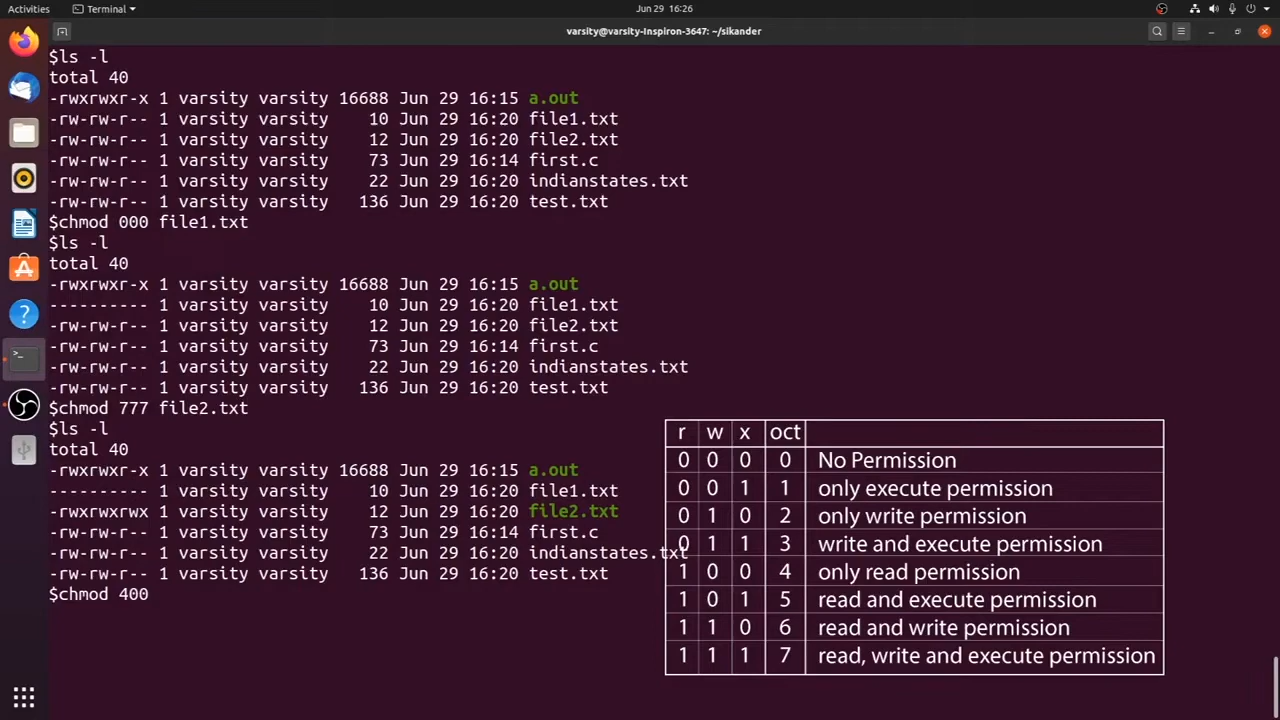 Activities Terminal Jun 29 16:26
varsity@varsity-Inspiron-3647: ~/sikander
$ls -l
total 40
-rwxrwxr-x 1 varsity varsity 16688 Jun 29 16:15 a.out
-rw-rw-r-- 1 varsity varsity 10 Jun 29 16:20 file1.txt
-rw-rw-r-- 1 varsity varsity 12 Jun 29 16:20 file2.txt
-rw-rw-r-- 1 varsity varsity 73 Jun 29 16:14 first.c
-rw-rw-r-- 1 varsity varsity 22 Jun 29 16:20 indianstates.txt
-rw-rw-r-- 1 varsity varsity 136 Jun 29 16:20 test.txt
$chmod 000 file1.txt
$ls -l
total 40
-rwxrwxr-x 1 varsity varsity 16688 Jun 29 16:15 a.out
---------- 1 varsity varsity 10 Jun 29 16:20 file1.txt
-rw-rw-r-- 1 varsity varsity 12 Jun 29 16:20 file2.txt
-rw-rw-r-- 1 varsity varsity 73 Jun 29 16:14 first.c
-rw-rw-r-- 1 varsity varsity 22 Jun 29 16:20 indianstates.txt
-rw-rw-r-- 1 varsity varsity 136 Jun 29 16:20 test.txt
$chmod 777 file2.txt
$ls -l
total 40
-rwxrwxr-x 1 varsity varsity 16688 Jun 29 16:15 a.out
---------- 1 varsity varsity 10 Jun 29 16:20 file1.txt
-rwxrwxrwx 1 varsity varsity 12 Jun 29 16:20 file2.txt
-rw-rw-r-- 1 varsity varsity 73 Jun 29 16:14 first.c
-rw-rw-r-- 1 varsity varsity 22 Jun 29 16:20 indianstates.txt
-rw-rw-r-- 1 varsity varsity 136 Jun 29 16:20 test.txt
$chmod 400
r w x oct
0 0 0 0 No Permission
0 0 1 1 only execute permission
0 1 0 2 only write permission
0 1 1 3 write and execute permission
1 0 0 4 only read permission
1 0 1 5 read and execute permission
1 1 0 6 read and write permission
1 1 1 7 read, write and execute permission